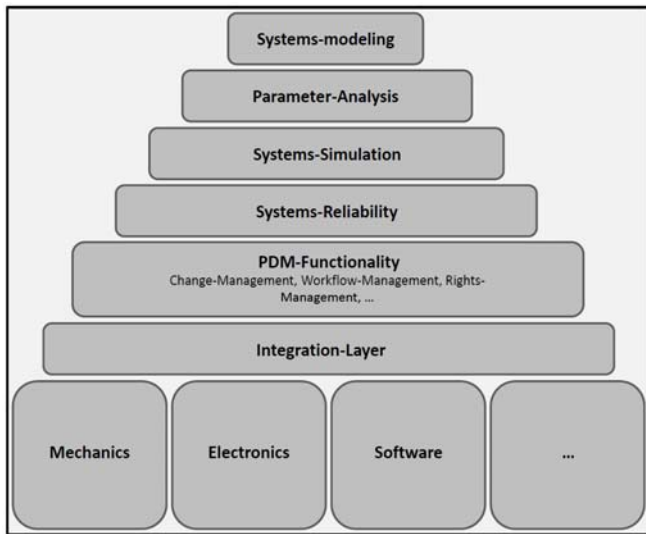 Systems-modeling
Parameter-Analysis
Systems-Simulation
Systems-Reliability
PDM-Functionality
Change-Management, Workflow-Management, Rights-
Management, ...
Integration-Layer
Mechanics
Electronics
Software
...